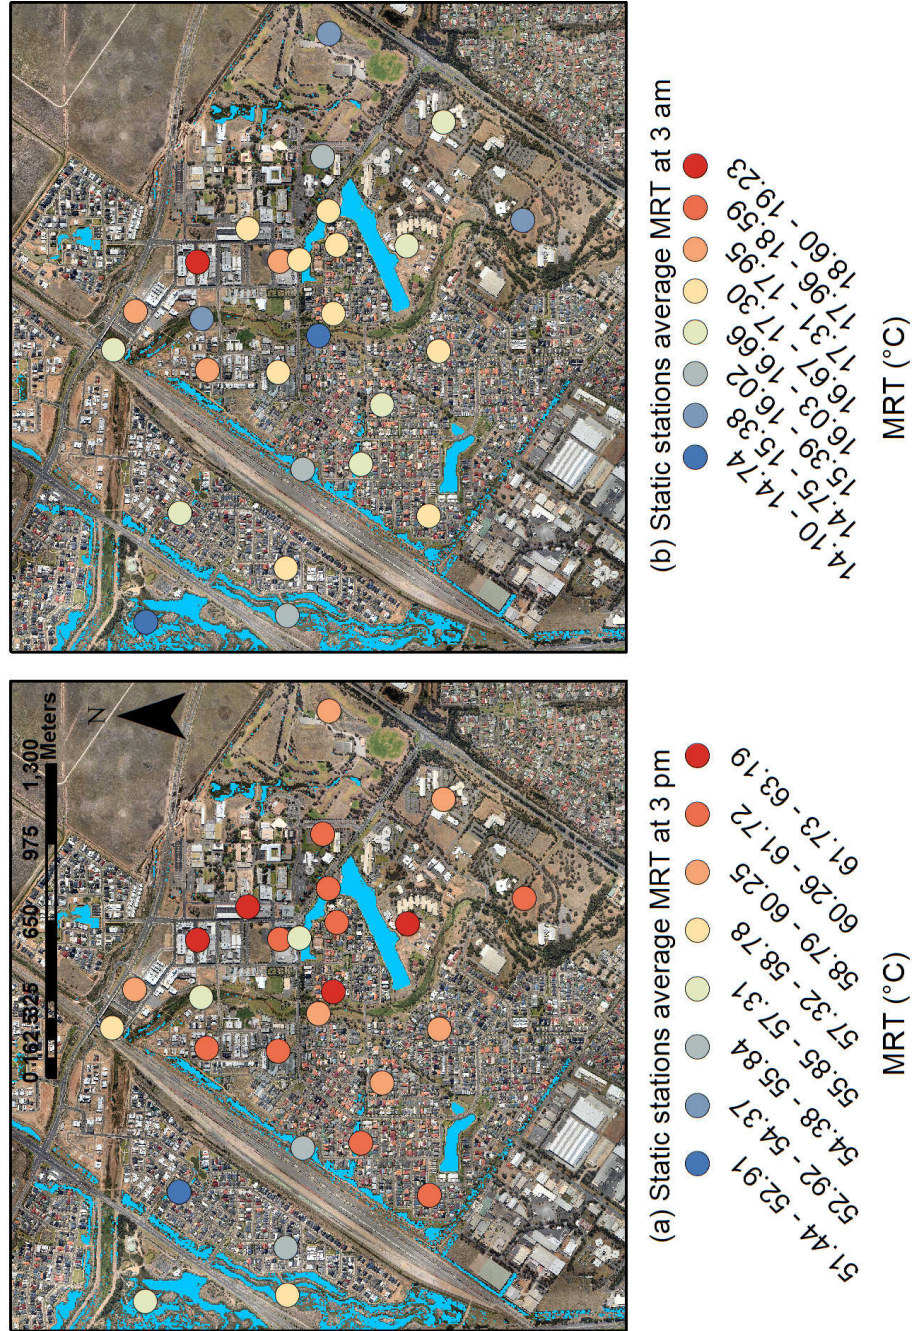 0 162.5 325 650 975 1,300
Meters
N
(a) Static stations average MRT at 3 pm
51.44 - 52.91
52.92 - 54.37
54.38 - 55.84
55.85 - 57.31
57.32 - 58.78
58.79 - 60.25
60.26 - 61.72
61.73 - 63.19
MRT (°C)
(b) Static stations average MRT at 3 am
14.10 - 14.74
14.75 - 15.38
15.39 - 16.02
16.03 - 16.66
16.67 - 17.30
17.31 - 17.95
17.96 - 18.59
18.60 - 19.23
MRT (°C)